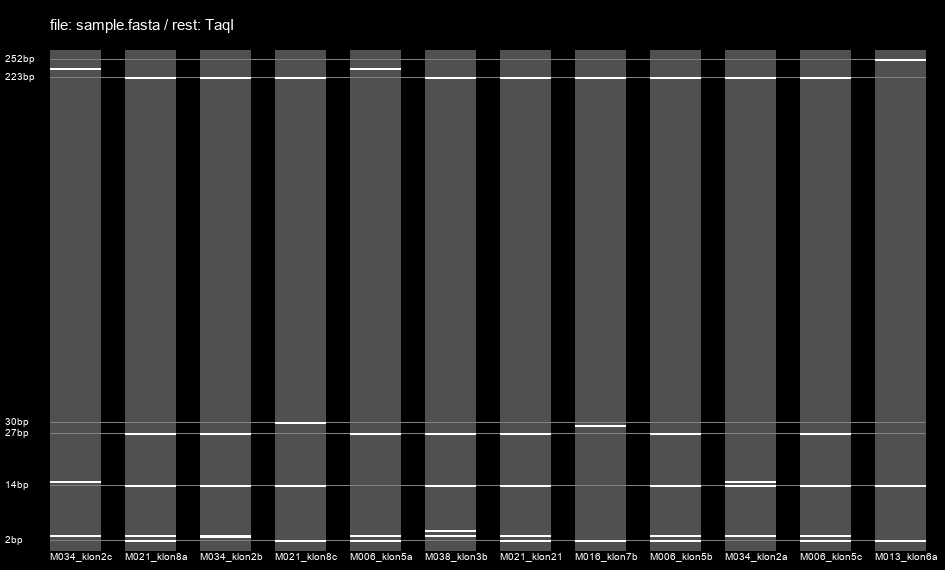 file: sample.fasta / rest: TaqI
252bp
223bp
30bp
27bp
14bp
2bp
M034_klon2c M021_klon8a M034_klon2b M021_klon8c M006_klon5a M038_klon3b M021_klon21 M016_klon7b M006_klon5b M034_klon2a M006_klon5c M013_klon6a